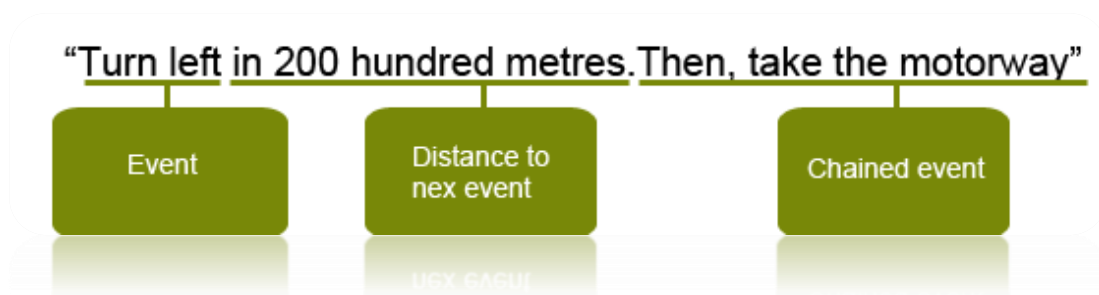 “Turn left in 200 hundred metres.Then, take the motorway”
Event
Distance to
nex event
Chained event